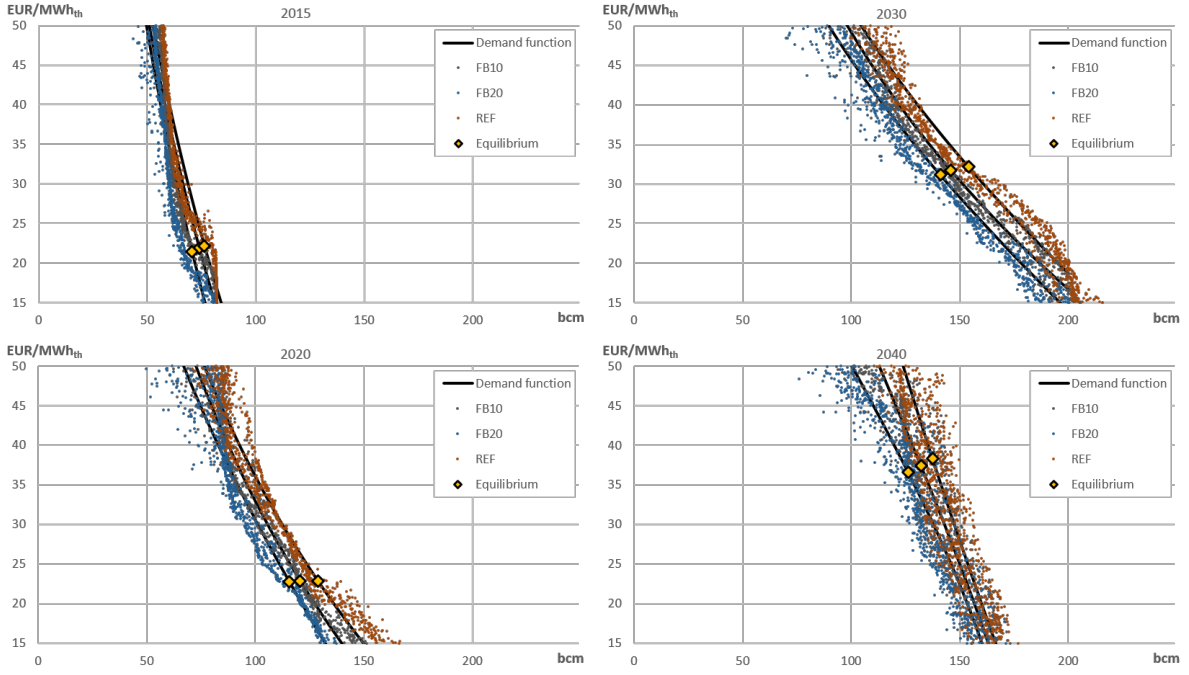 EUR/MWhth 2015
50
45
40
35
30
25
20
15
0 50 100 150 200 bcm
Demand function
FB10
FB20
REF
Equilibrium
2030
50
45
40
35
30
25
20
15
0 50 100 150 200 bcm
Demand function
FB10
FB20
REF
Equilibrium
EUR/MWhth 2020
50
45
40
35
30
25
20
15
0 50 100 150 200 bcm
Demand function
FB10
FB20
REF
Equilibrium
EUR/MWhth 2040
50
45
40
35
30
25
20
15
0 50 100 150 200 bcm
Demand function
FB10
FB20
REF
Equilibrium
EUR/MWhth